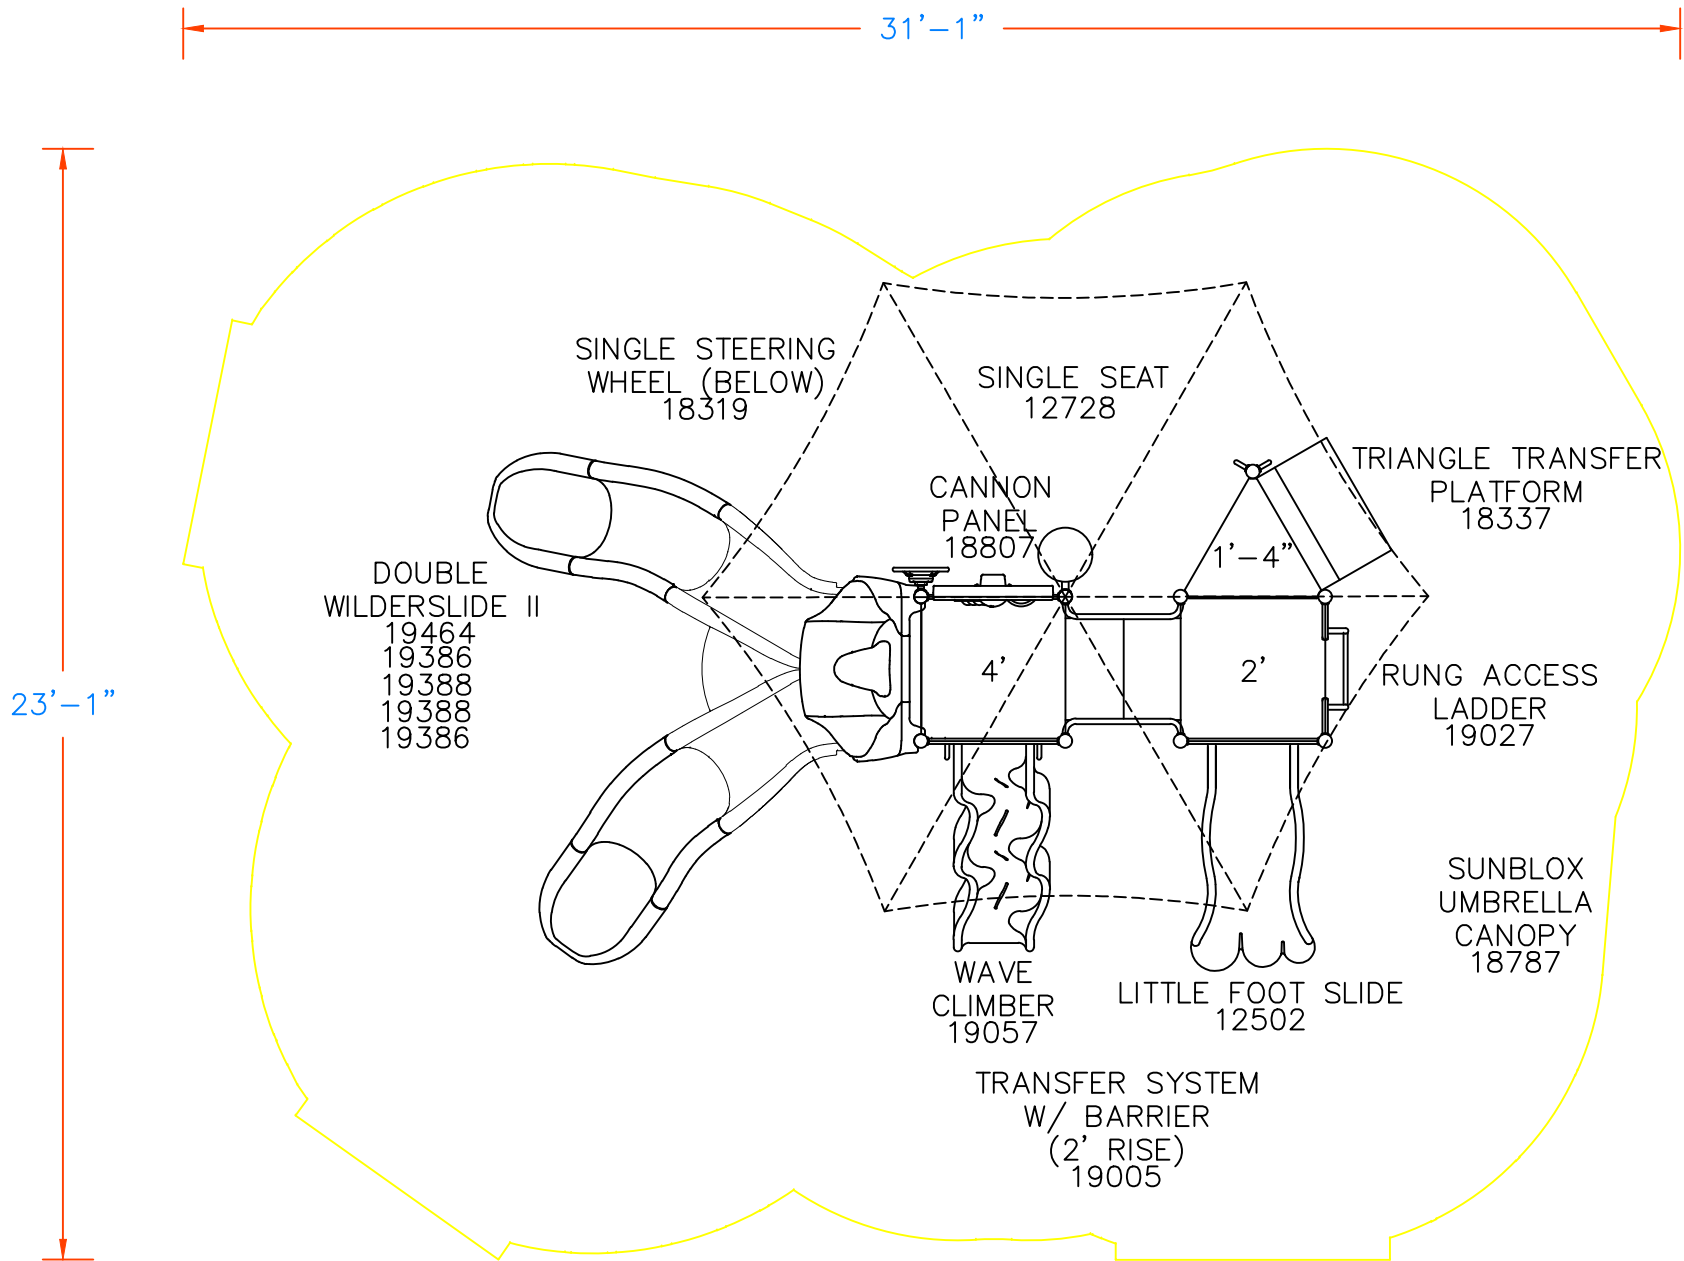 31'-1"
SINGLE STEERING
WHEEL (BELOW)
18319
SINGLE SEAT
12728
TRIANGLE TRANSFER
PLATFORM
18337
CANNON
PANEL
18807
1'-4"
DOUBLE
WILDERSLIDE II
19464
19386
19388
19388
19386
4'
2'
RUNG ACCESS
LADDER
19027
23'-1"
SUNBLOX
UMBRELLA
CANOPY
18787
WAVE
CLIMBER
19057
LITTLE FOOT SLIDE
12502
TRANSFER SYSTEM
W/ BARRIER
(2' RISE)
19005